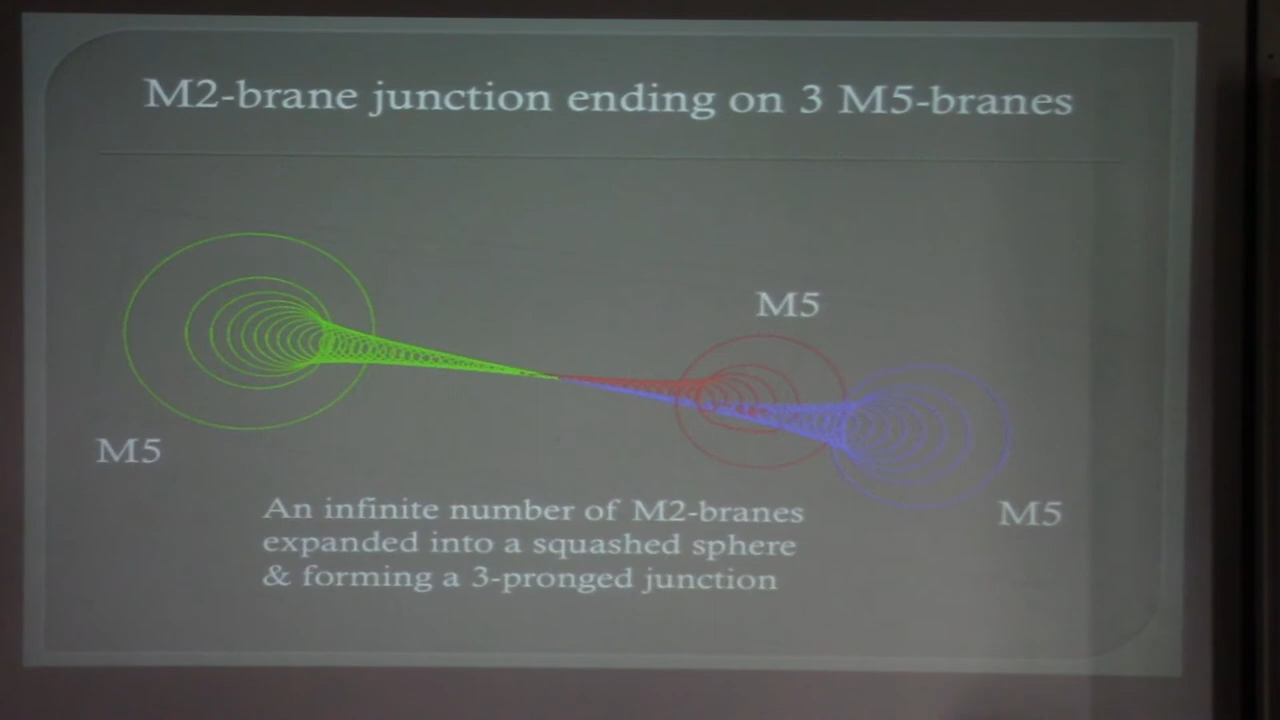 M2-brane junction ending on 3 M5-branes
M5
M5
M5
An infinite number of M2-branes
expanded into a squashed sphere
& forming a 3-pronged junction